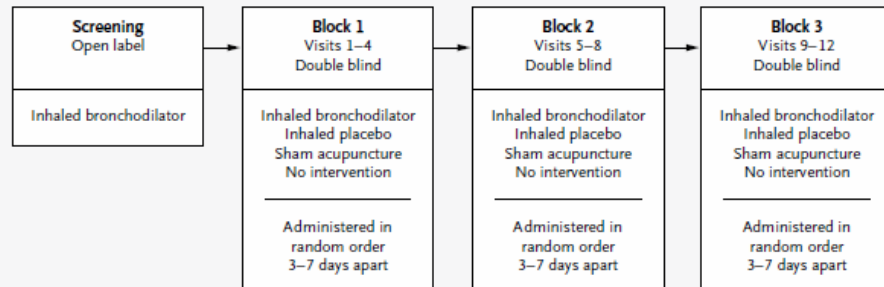 Screening
Open label
Inhaled bronchodilator
Block 1
Visits 1–4
Double blind
Inhaled bronchodilator
Inhaled placebo
Sham acupuncture
No intervention
Administered in
random order
3–7 days apart
Block 2
Visits 5–8
Double blind
Inhaled bronchodilator
Inhaled placebo
Sham acupuncture
No intervention
Administered in
random order
3–7 days apart
Block 3
Visits 9–12
Double blind
Inhaled bronchodilator
Inhaled placebo
Sham acupuncture
No intervention
Administered in
random order
3–7 days apart